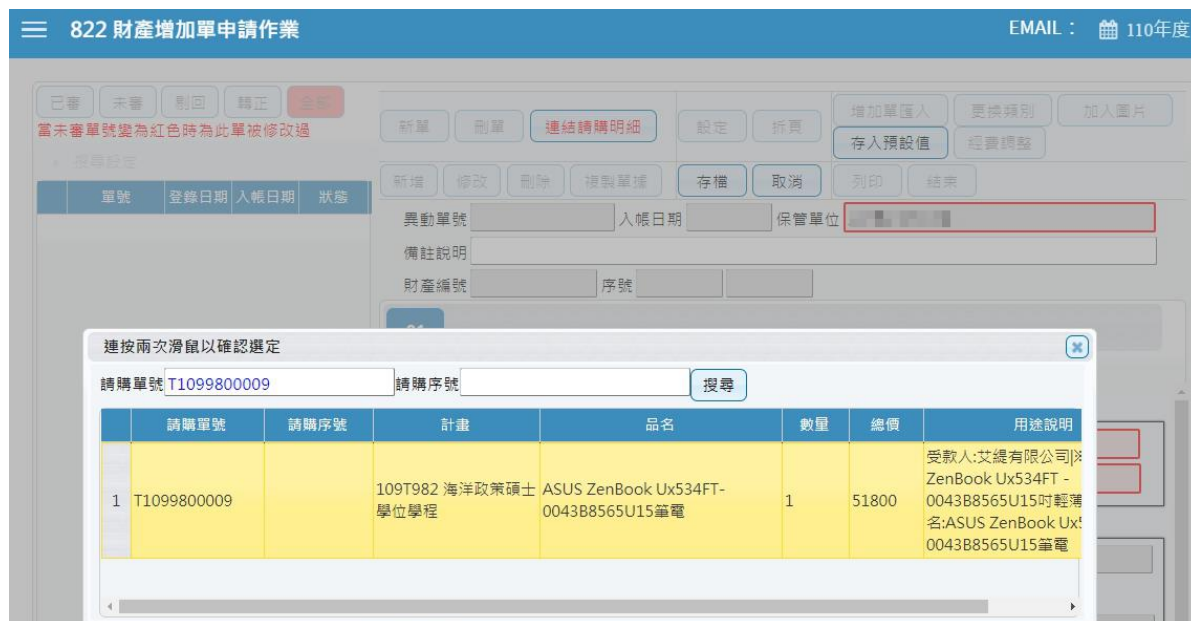 822 財產增加單申請作業
EMAIL： 110年度
已審 未審 剔回 轉正 全部
當未審單號變為紅色時為此單被修改過
搜尋設定
單號 登錄日期 入帳日期 狀態
新單 刪單 連結請購明細 設定 拆頁 增加單匯入 更換類別 加入圖片
存入預設值 經費調整
新增 修改 刪除 複製單據 存檔 取消 列印 結束
異動單號 入帳日期 保管單位
備註說明
財產編號 序號
連按兩次滑鼠以確認選定
請購單號 T1099800009 請購序號 搜尋
請購單號 請購序號 計畫 品名 數量 總價 用途說明
1 T1099800009
109T982 海洋政策碩士
學位學程
ASUS ZenBook Ux534FT-
0043B8565U15筆電
1 51800
受款人:艾緹有限公司|※
ZenBook Ux534FT -
0043B8565U15吋輕薄
名:ASUS ZenBook Ux5
0043B8565U15筆電